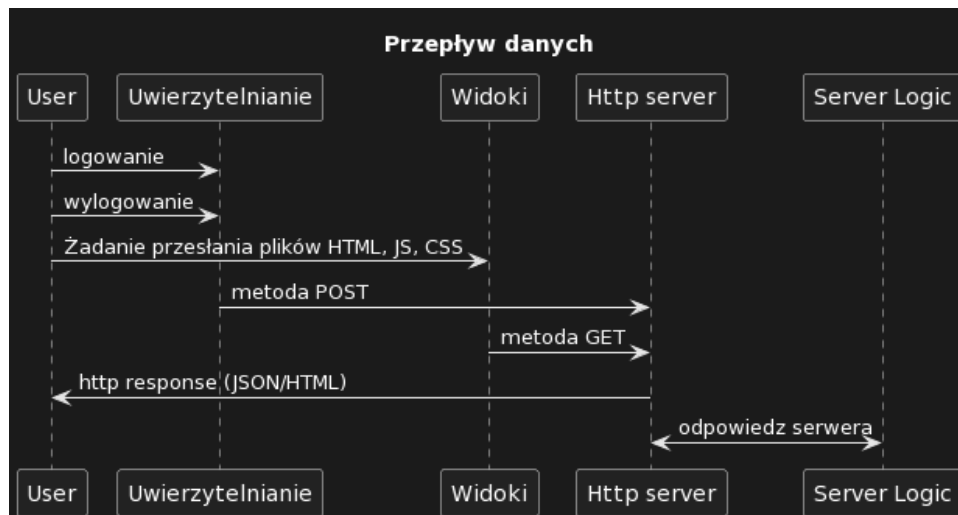 Przepływ danych
User Uwierzytelnianie Widoki Http server Server Logic
logowanie
wylogowanie
Żadanie przesłania plików HTML, JS, CSS
metoda POST
metoda GET
http response (JSON/HTML)
odpowiedz serwera
User Uwierzytelnianie Widoki Http server Server Logic